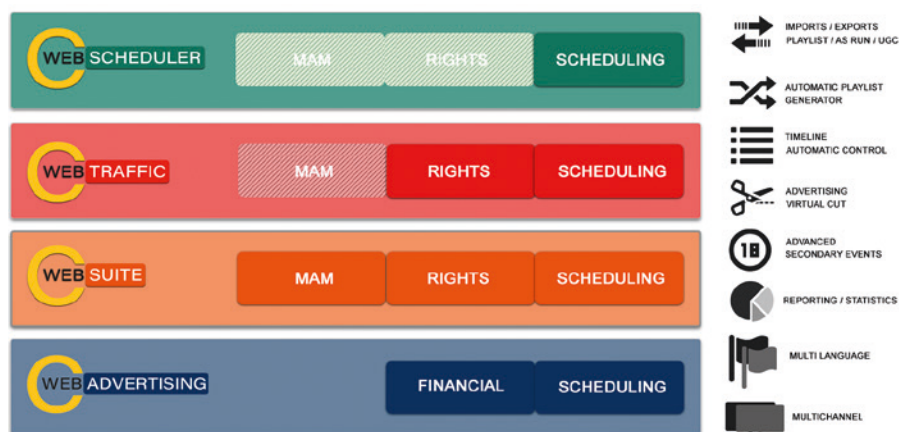 WEB SCHEDULER
MAM
RIGHTS
SCHEDULING
WEB TRAFFIC
MAM
RIGHTS
SCHEDULING
WEB SUITE
MAM
RIGHTS
SCHEDULING
WEB ADVERTISING
FINANCIAL
SCHEDULING
IMPORTS / EXPORTS
PLAYLIST / AS RUN / UGC
AUTOMATIC PLAYLIST
GENERATOR
TIMELINE
AUTOMATIC CONTROL
ADVERTISING
VIRTUAL CUT
18
ADVANCED
SECONDARY EVENTS
REPORTING / STATISTICS
MULTI LANGUAGE
MULTICHANNEL